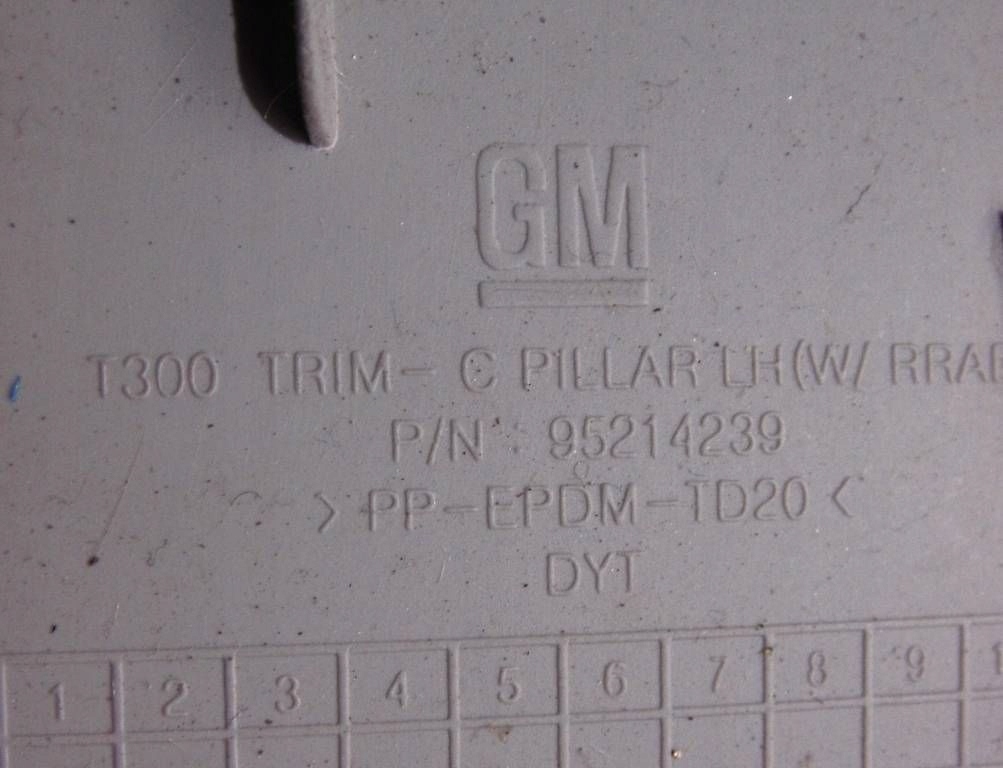 GM
T300 TRIM- C PILLAR LH(W/
P/N : 95214239
>PP-EPDM-TD20<
DYT
1 2 3 4 5 6 7 8 9